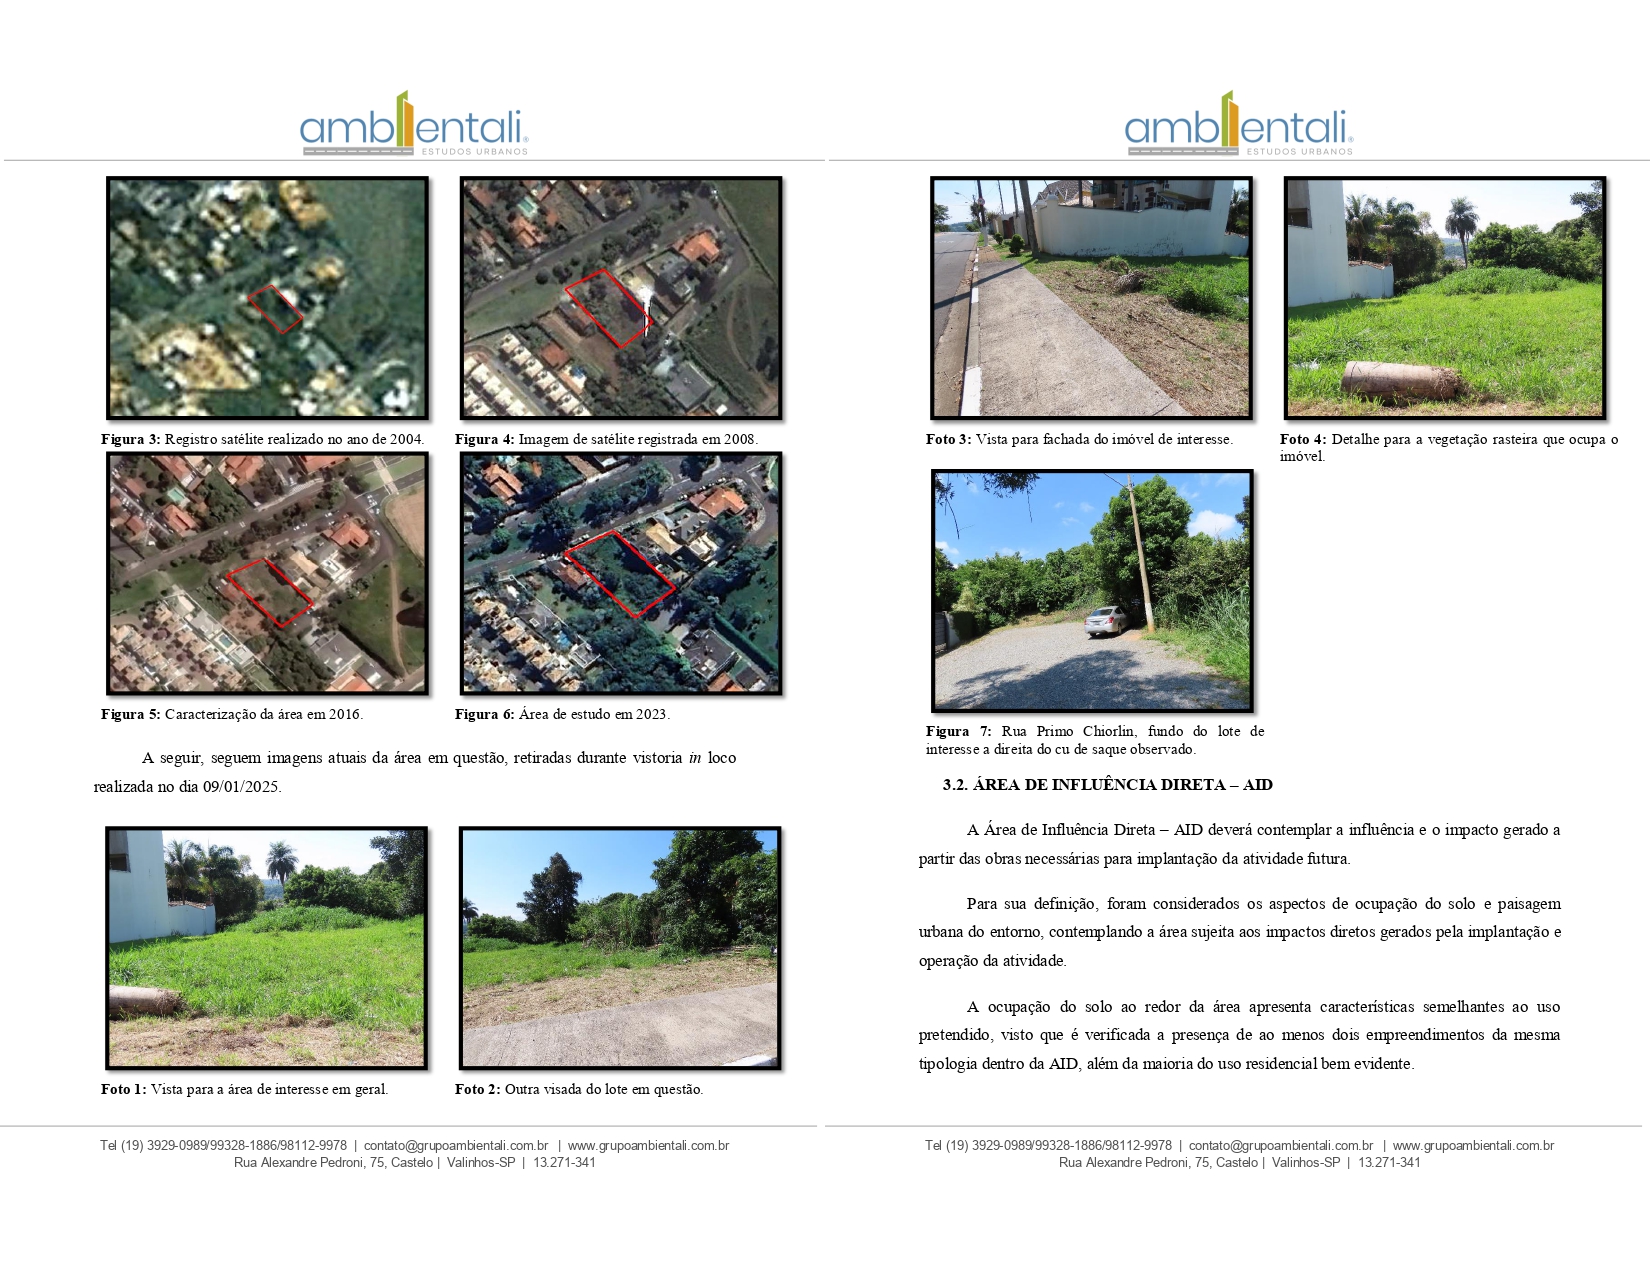 ambientali®
ESTUDOS URBANOS
Figura 3: Registro satélite realizado no ano de 2004.
Figura 4: Imagem de satélite registrada em 2008.
Figura 5: Caracterização da área em 2016.
Figura 6: Área de estudo em 2023.
A seguir, seguem imagens atuais da área em questão, retiradas durante vistoria in loco
realizada no dia 09/01/2025.
Foto 1: Vista para a área de interesse em geral.
Foto 2: Outra visada do lote em questão.
Tel (19) 3929-0989/99328-1886/98112-9978 | contato@grupoambientali.com.br | www.grupoambientali.com.br
Rua Alexandre Pedroni, 75, Castelo | Valinhos-SP | 13.271-341
ambientali®
ESTUDOS URBANOS
Foto 3: Vista para fachada do imóvel de interesse.
Foto 4: Detalhe para a vegetação rasteira que ocupa o
imóvel.
Figura 7: Rua Primo Chiorlin, fundo do lote de
interesse a direita do cu de saque observado.
3.2. ÁREA DE INFLUÊNCIA DIRETA – AID
A Área de Influência Direta – AID deverá contemplar a influência e o impacto gerado a
partir das obras necessárias para implantação da atividade futura.
Para sua definição, foram considerados os aspectos de ocupação do solo e paisagem
urbana do entorno, contemplando a área sujeita aos impactos diretos gerados pela implantação e
operação da atividade.
A ocupação do solo ao redor da área apresenta características semelhantes ao uso
pretendido, visto que é verificada a presença de ao menos dois empreendimentos da mesma
tipologia dentro da AID, além da maioria do uso residencial bem evidente.
Tel (19) 3929-0989/99328-1886/98112-9978 | contato@grupoambientali.com.br | www.grupoambientali.com.br
Rua Alexandre Pedroni, 75, Castelo | Valinhos-SP | 13.271-341